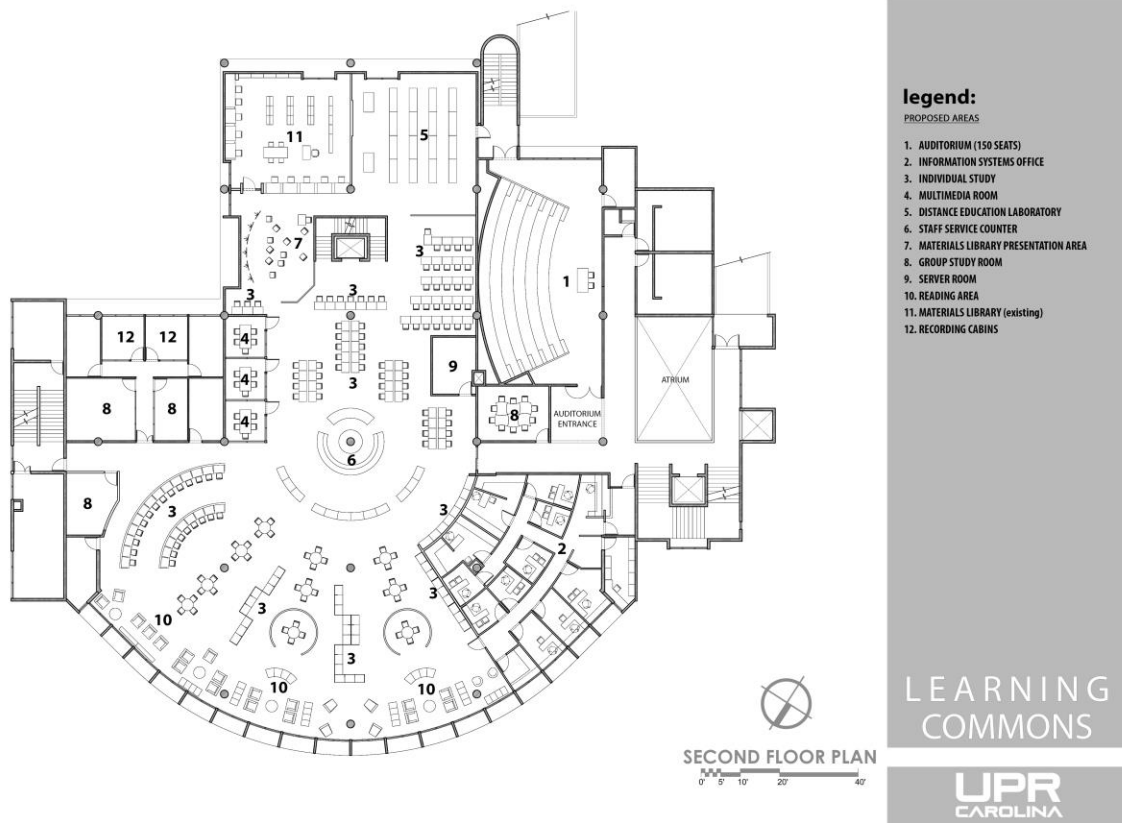 11
5
7
3
3
3
1
12
12
4
4
4
3
9
8
8
8
AUDITORIUM
ENTRANCE
ATRIUM
6
8
3
3
2
3
10
3
3
10
10
SECOND FLOOR PLAN
0' 5' 10' 20' 40'
legend:
PROPOSED AREAS
1. AUDITORIUM (150 SEATS)
2. INFORMATION SYSTEMS OFFICE
3. INDIVIDUAL STUDY
4. MULTIMEDIA ROOM
5. DISTANCE EDUCATION LABORATORY
6. STAFF SERVICE COUNTER
7. MATERIALS LIBRARY PRESENTATION AREA
8. GROUP STUDY ROOM
9. SERVER ROOM
10. READING AREA
11. MATERIALS LIBRARY (existing)
12. RECORDING CABINS
LEARNING
COMMONS
UPR
CAROLINA